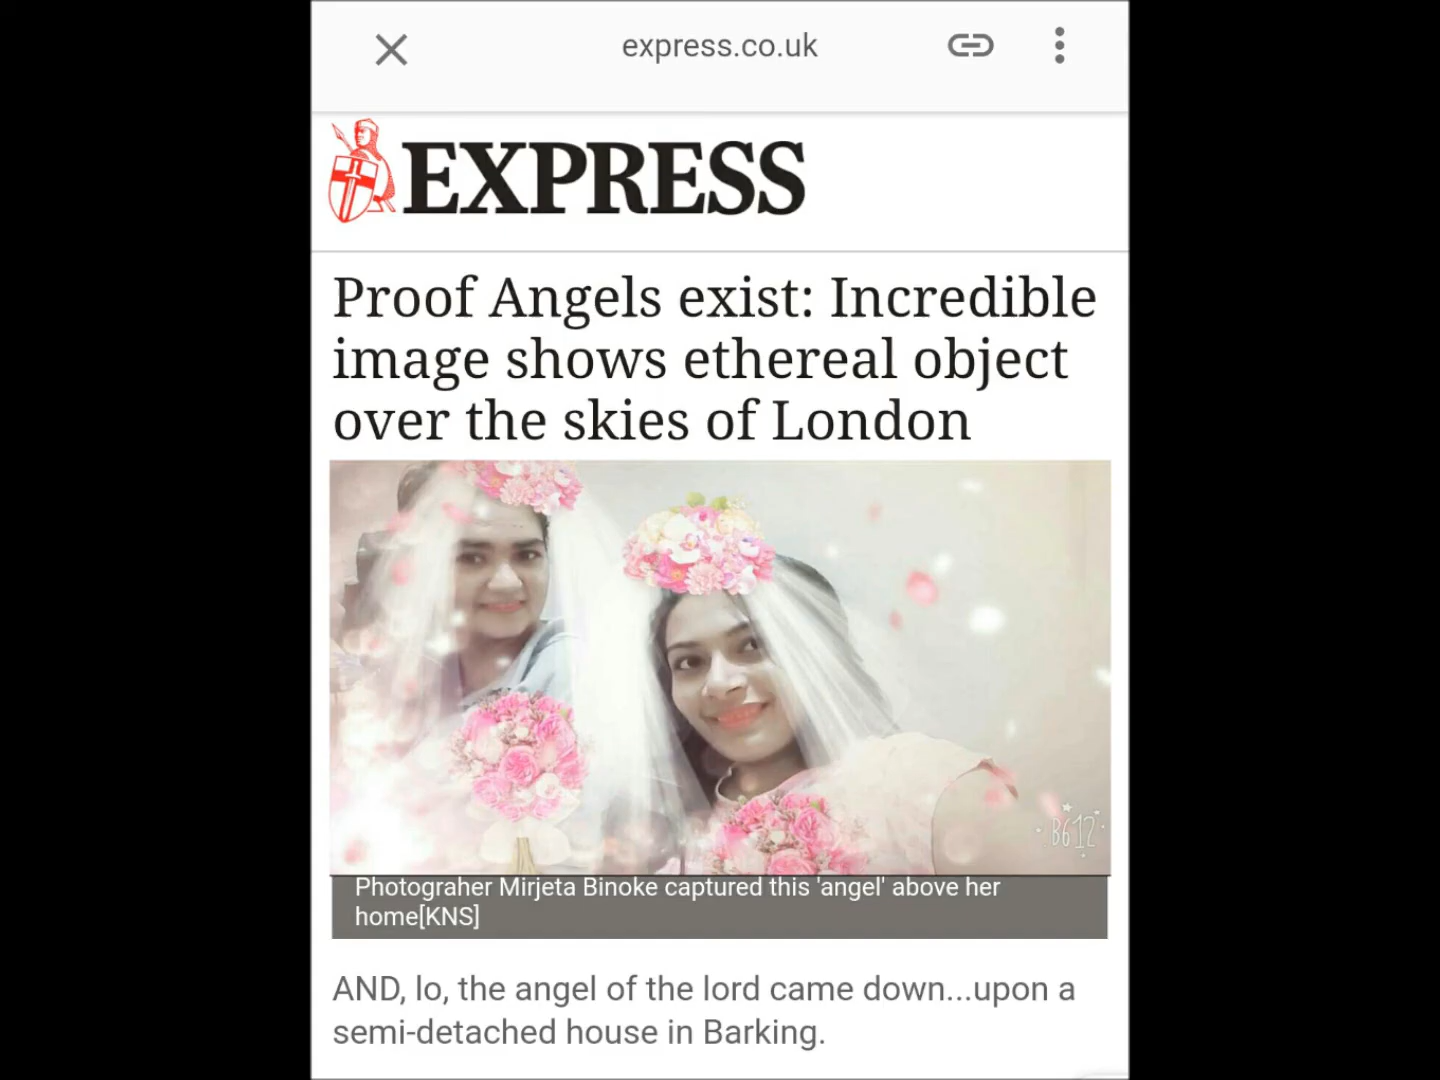 express.co.uk
EXPRESS
Proof Angels exist: Incredible
image shows ethereal object
over the skies of London
B612
Photograher Mirjeta Binoke captured this 'angel' above her
home[KNS]
AND, lo, the angel of the lord came down...upon a
semi-detached house in Barking.